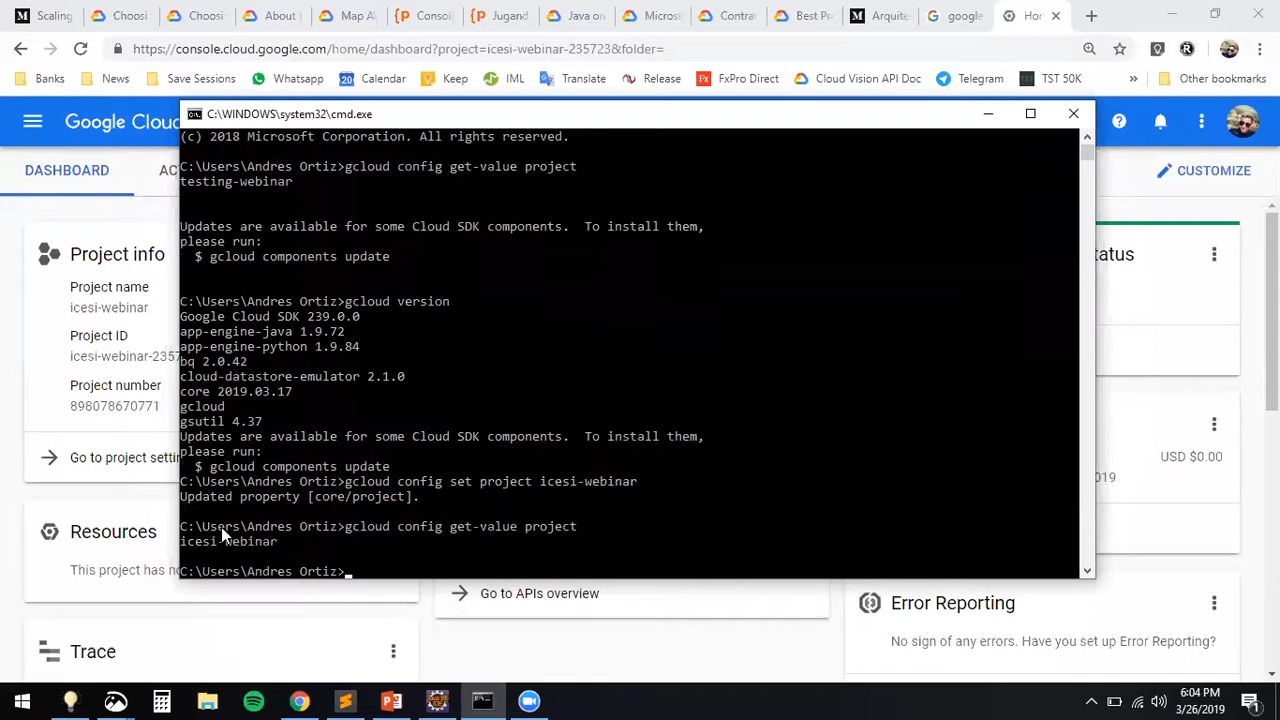 Scaling
Choosi
Choosi
About
Map A
Conso
Jugand
Java on
Micros
Contra
Best Pr
Arquite
google
Ho
https://console.cloud.google.com/home/dashboard?project=icesi-webinar-235723&folder=
Banks
News
Save Sessions
Whatsapp
Calendar
Keep
IML
Translate
Release
FxPro Direct
Cloud Vision API Doc
Telegram
TST 50K
»
Other bookmarks
Google Clou
C:\WINDOWS\system32\cmd.exe
DASHBOARD
AC
CUSTOMIZE
(c) 2018 Microsoft Corporation. All rights reserved.
C:\Users\Andres Ortiz>gcloud config get-value project
testing-webinar
Updates are available for some Cloud SDK components.  To install them,
please run:
$ gcloud components update
C:\Users\Andres Ortiz>gcloud version
Google Cloud SDK 239.0.0
app-engine-java 1.9.72
app-engine-python 1.9.84
bq 2.0.42
cloud-datastore-emulator 2.1.0
core 2019.03.17
gcloud
gsutil 4.37
Updates are available for some Cloud SDK components.  To install them,
please run:
$ gcloud components update
C:\Users\Andres Ortiz>gcloud config set project icesi-webinar
Updated property [core/project].
C:\Users\Andres Ortiz>gcloud config get-value project
icesi-webinar
C:\Users\Andres Ortiz>
Project info
Project name
icesi-webinar
Project ID
icesi-webinar-2357
Project number
898078670771
Go to project settin
Resources
This project has no
Trace
Go to APIs overview
tatus
USD $0.00
019
Error Reporting
No sign of any errors. Have you set up Error Reporting?
6:04 PM
3/26/2019